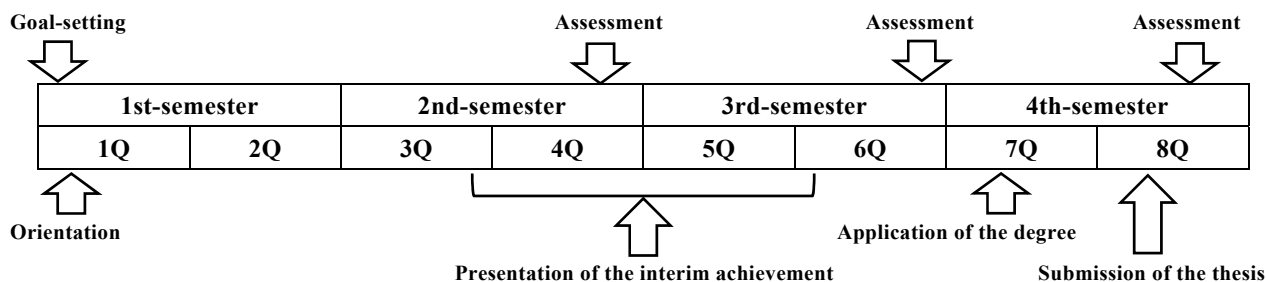 Goal-setting Assessment Assessment Assessment
1st-semester 2nd-semester 3rd-semester 4th-semester
1Q 2Q 3Q 4Q 5Q 6Q 7Q 8Q
Orientation Application of the degree
Presentation of the interim achievement Submission of the thesis